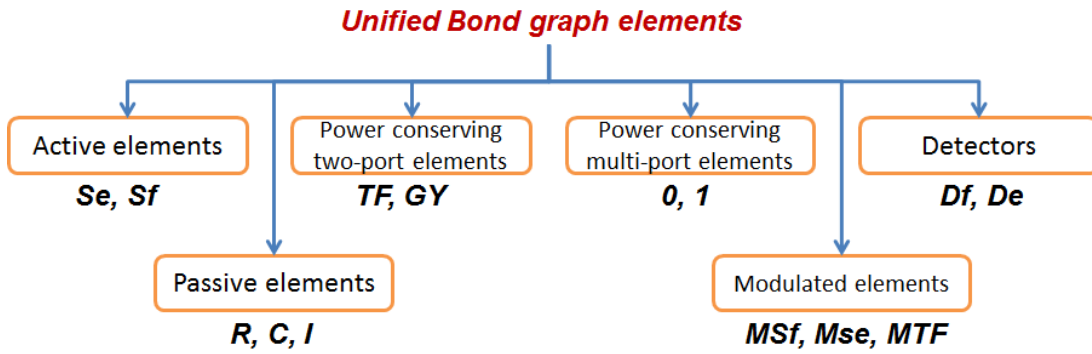 Unified Bond graph elements
Active elements
Se, Sf
Power conserving
two-port elements
TF, GY
Power conserving
multi-port elements
0, 1
Detectors
Df, De
Passive elements
R, C, I
Modulated elements
MSf, Mse, MTF